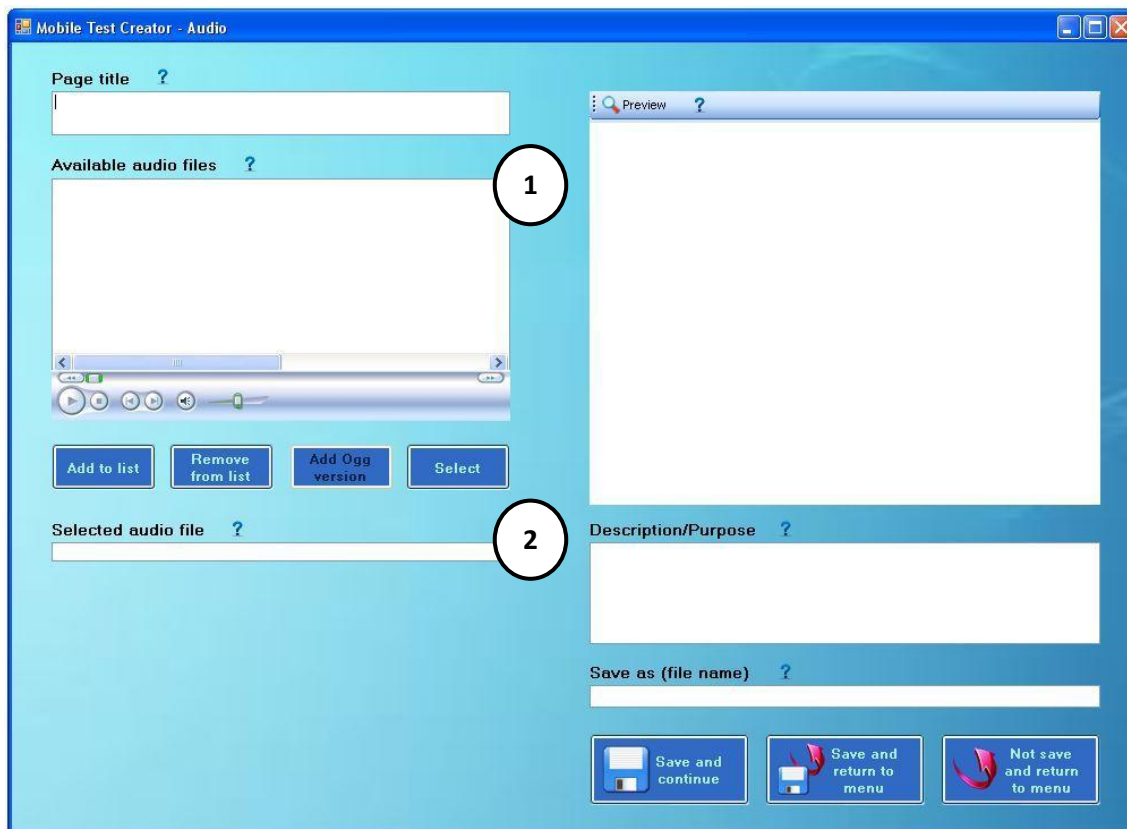 Mobile Test Creator - Audio
Page title ?
Available audio files ?
1
Add to list
Remove
from list
Add Ogg
version
Select
Selected audio file ?
2
Preview ?
Description/Purpose ?
Save as (file name) ?
Save and
continue
Save and
return to
menu
Not save
and return
to menu